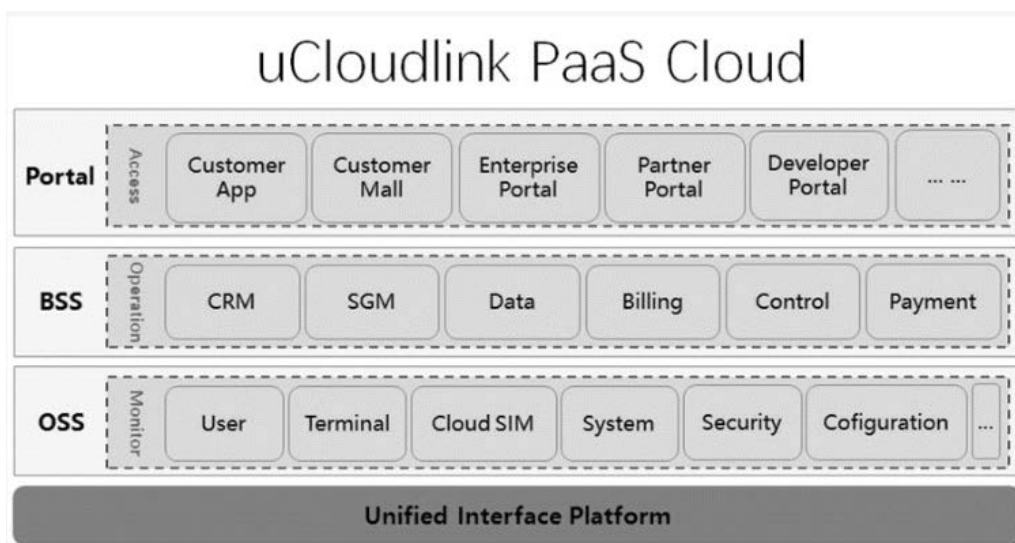 uCloudlink PaaS Cloud
Portal
Access
Customer
App
Customer
Mall
Enterprise
Portal
Partner
Portal
Developer
Portal
... ...
BSS
Operation
CRM
SGM
Data
Billing
Control
Payment
OSS
Monitor
User
Terminal
Cloud SIM
System
Security
Cofiguration
...
Unified Interface Platform